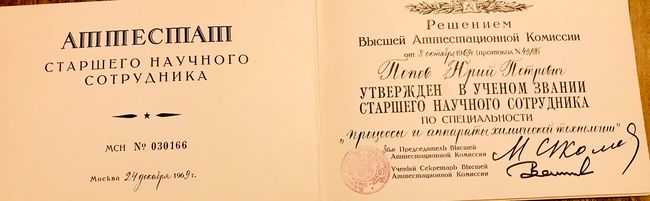 АТТЕСТАТ
СТАРШЕГО НАУЧНОГО
СОТРУДНИКА
МСН № 030166
Москва 24 декабря 1969 г.
Решением
Высшей Аттестационной Комиссии
от 8 октября 1969 г (протокол N
Попов Юрий Петрович
УТВЕРЖДЕН В УЧЕНОМ ЗВАНИИ
СТАРШЕГО НАУЧНОГО СОТРУДНИКА
ПО СПЕЦИАЛЬНОСТИ
"процессы и аппараты химической технологии"
Зам Председатель Высшей
Аттестационной Комиссии
Ученый Секретарь Высшей
Аттестационной Комиссии